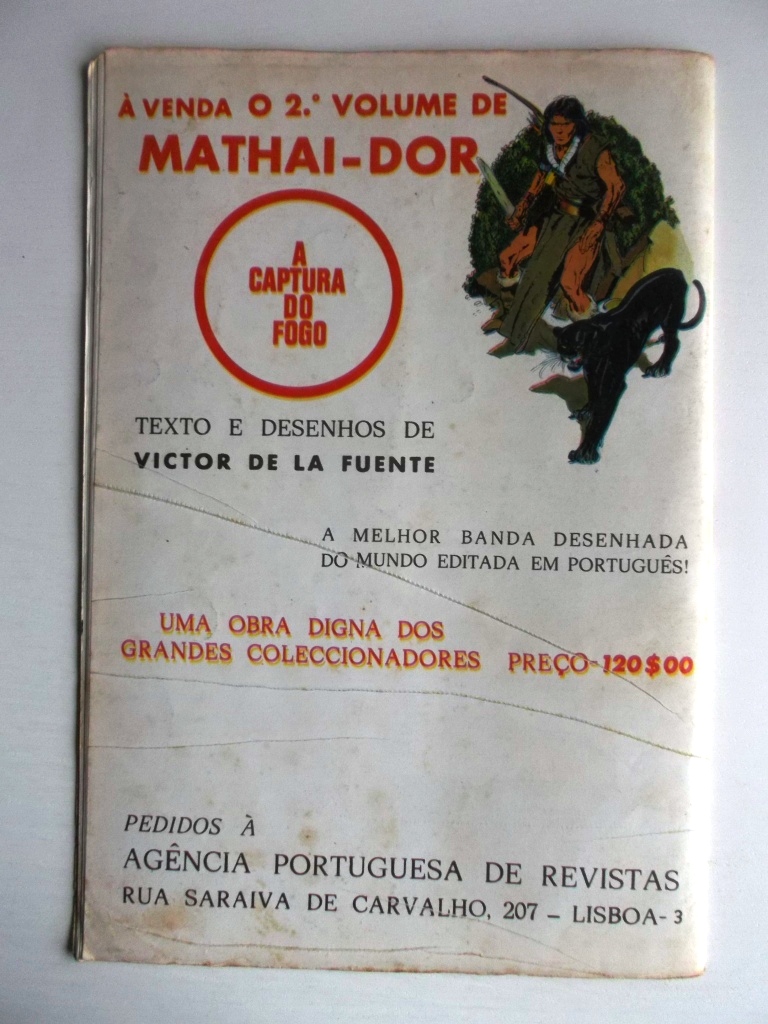 À VENDA O 2.º VOLUME DE
MATHAI-DOR
A
CAPTURA
DO
FOGO
TEXTO E DESENHOS DE
VICTOR DE LA FUENTE
A MELHOR BANDA DESENHADA
DO MUNDO EDITADA EM PORTUGUÊS!
UMA OBRA DIGNA DOS
GRANDES COLECCIONADORES PREÇO-120$00
PEDIDOS À
AGÊNCIA PORTUGUESA DE REVISTAS
RUA SARAIVA DE CARVALHO, 207 – LISBOA-3